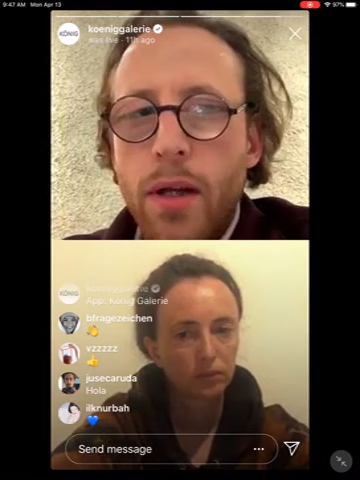 9:47 AM Mon Apr 13
97%
KÖNIG
koeniggalerie
was live · 11h ago
KÖNIG
koeniggalerie
App: König Galerie
bfragezeichen
vzzzzz
jusecaruda
Hola
ilknurbah
Send message